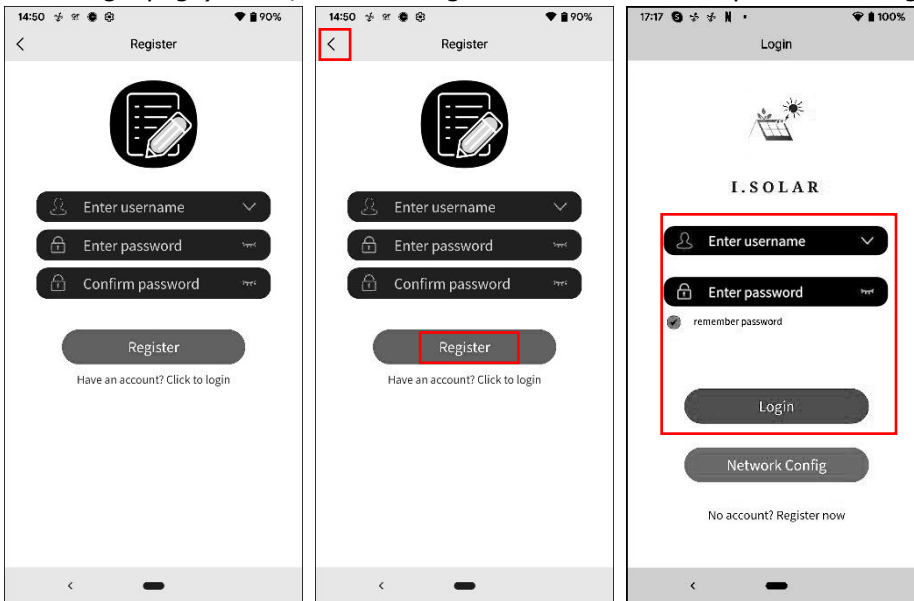 14:50 90%
Register
Enter username
Enter password
Confirm password
Register
Have an account? Click to login
14:50 90%
Register
Enter username
Enter password
Confirm password
Register
Have an account? Click to login
17:17 100%
Login
I.SOLAR
Enter username
Enter password
remember password
Login
Network Config
No account? Register now